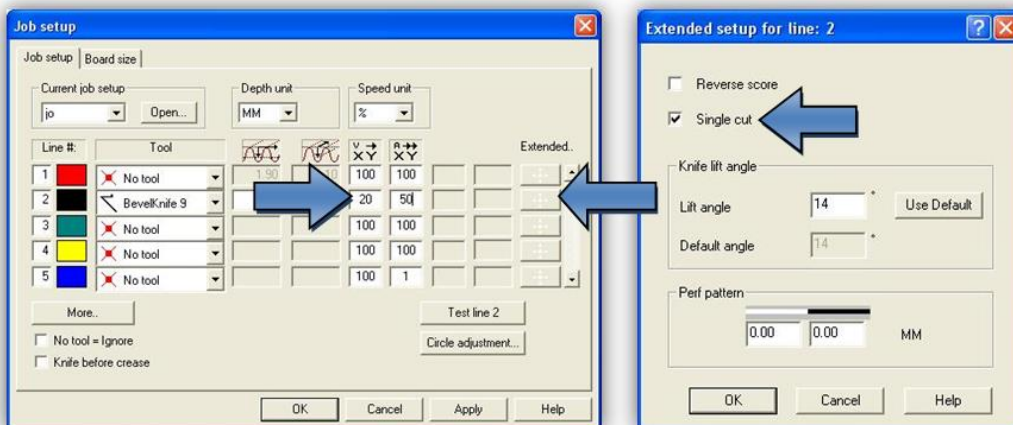 Job setup
Job setup Board size
Current job setup Depth unit Speed unit
jo Open... MM %
Line #: Tool V XY A XY Extended..
1 No tool 1.90 10 100 100
2 BevelKnife 9 20 50
3 No tool 100 100
4 No tool 100 100
5 No tool 100 1
More.. Test line 2
No tool = Ignore Circle adjustment...
Knife before crease
OK Cancel Apply Help
Extended setup for line: 2
Reverse score
Single cut
Knife lift angle
Lift angle 14 ° Use Default
Default angle 14 °
Perf pattern
0.00 0.00 MM
OK Cancel Help